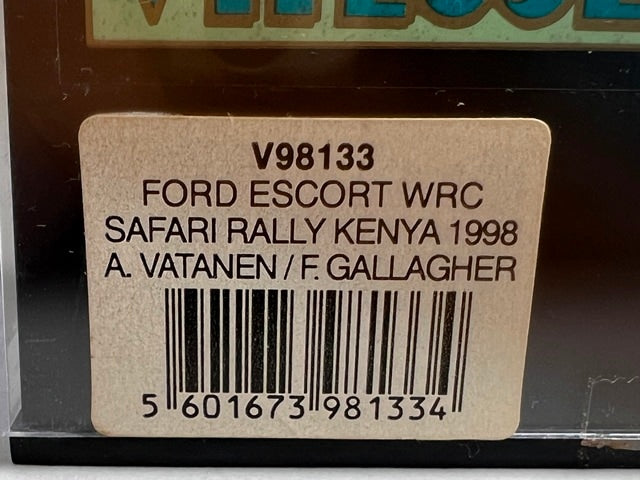 V98133
FORD ESCORT WRC
SAFARI RALLY KENYA 1998
A. VATANEN / F. GALLAGHER
5 601673 981334